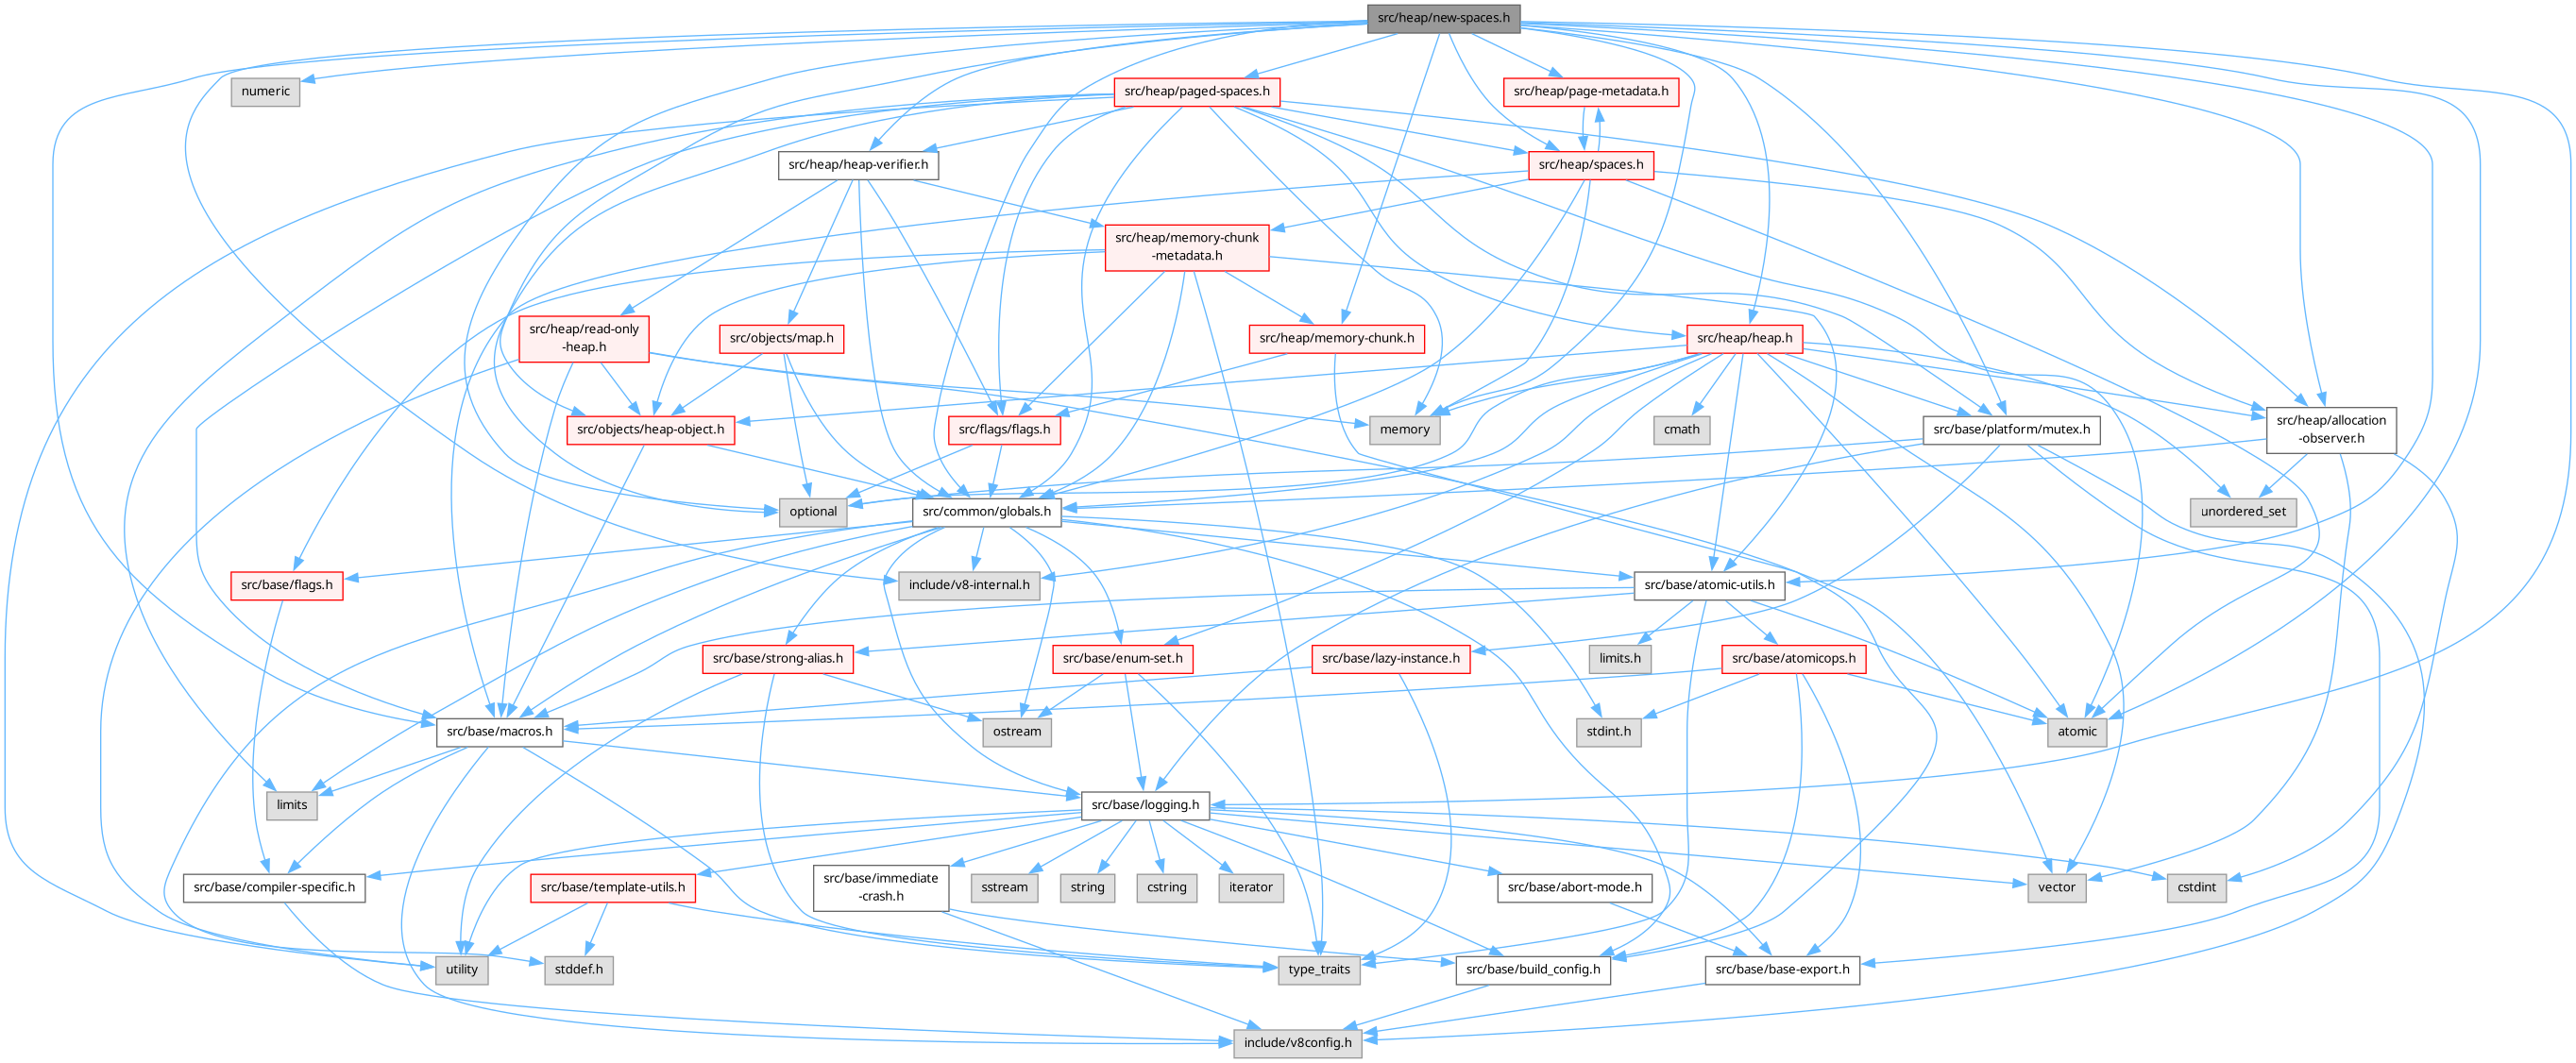 src/heap/new-spaces.h
numeric
src/heap/paged-spaces.h
src/heap/page-metadata.h
src/heap/heap-verifier.h
src/heap/spaces.h
src/heap/memory-chunk
-metadata.h
src/heap/read-only
-heap.h
src/objects/map.h
src/heap/memory-chunk.h
src/heap/heap.h
src/objects/heap-object.h
src/flags/flags.h
memory
cmath
src/base/platform/mutex.h
src/heap/allocation
-observer.h
optional
src/common/globals.h
unordered_set
src/base/flags.h
include/v8-internal.h
src/base/atomic-utils.h
src/base/strong-alias.h
src/base/enum-set.h
src/base/lazy-instance.h
limits.h
src/base/atomicops.h
src/base/macros.h
ostream
stdint.h
atomic
limits
src/base/logging.h
src/base/compiler-specific.h
src/base/template-utils.h
src/base/immediate
-crash.h
sstream
string
cstring
iterator
src/base/abort-mode.h
vector
cstdint
utility
stddef.h
type_traits
src/base/build_config.h
src/base/base-export.h
include/v8config.h